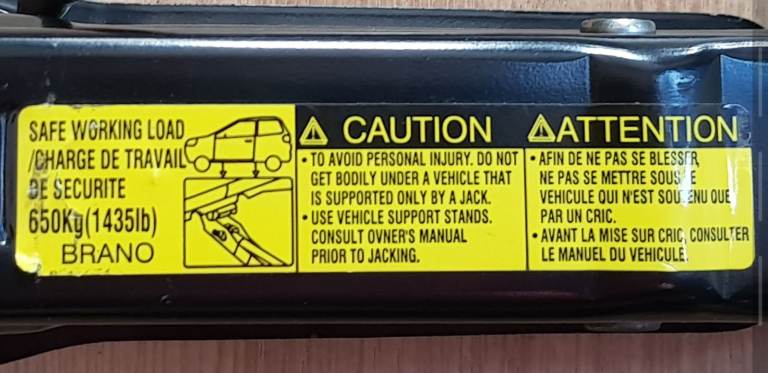 SAFE WORKING LOAD
/CHARGE DE TRAVAIL
DE SECURITE
650Kg(1435lb)
BRANO
CAUTION
• TO AVOID PERSONAL INJURY. DO NOT
GET BODILY UNDER A VEHICLE THAT
IS SUPPORTED ONLY BY A JACK.
• USE VEHICLE SUPPORT STANDS.
CONSULT OWNER'S MANUAL
PRIOR TO JACKING.
ATTENTION
• AFIN DE NE PAS SE BLESSER,
NE PAS SE METTRE SOUS E
VEHICULE QUI N'EST SOUTENU QUE
PAR UN CRIC.
• AVANT LA MISE SUR CRIC, CONSULTER
LE MANUEL DU VEHICULE.